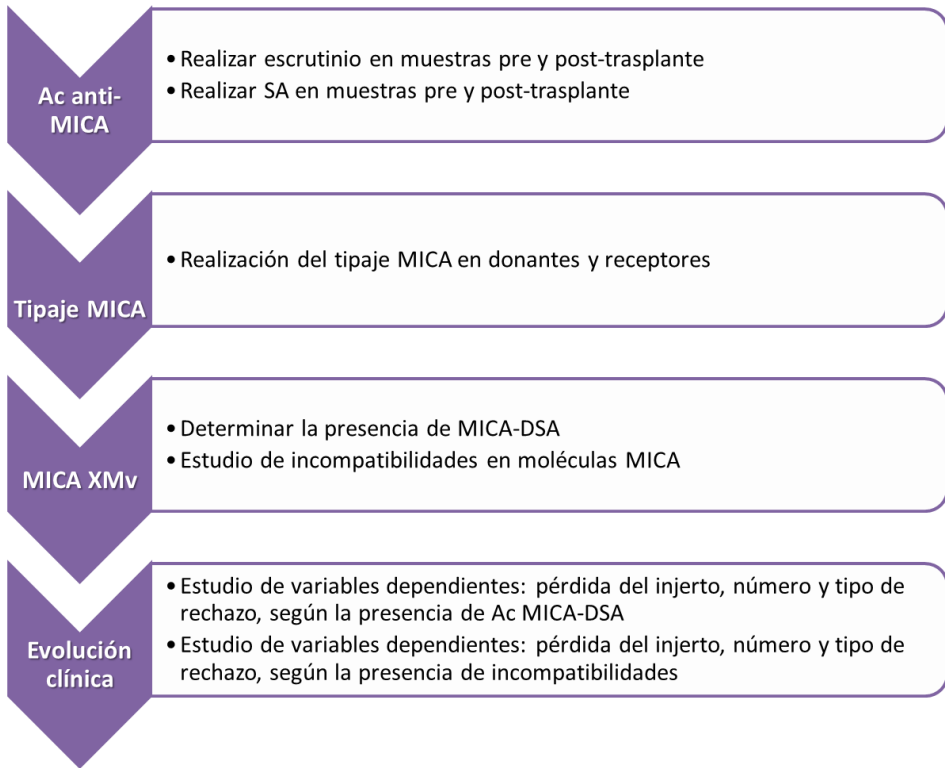 Ac anti-
MICA
• Realizar escrutinio en muestras pre y post-trasplante
• Realizar SA en muestras pre y post-trasplante
Tipaje MICA
• Realización del tipaje MICA en donantes y receptores
MICA XMv
• Determinar la presencia de MICA-DSA
• Estudio de incompatibilidades en moléculas MICA
Evolución
clínica
• Estudio de variables dependientes: pérdida del injerto, número y tipo de
rechazo, según la presencia de Ac MICA-DSA
• Estudio de variables dependientes: pérdida del injerto, número y tipo de
rechazo, según la presencia de incompatibilidades